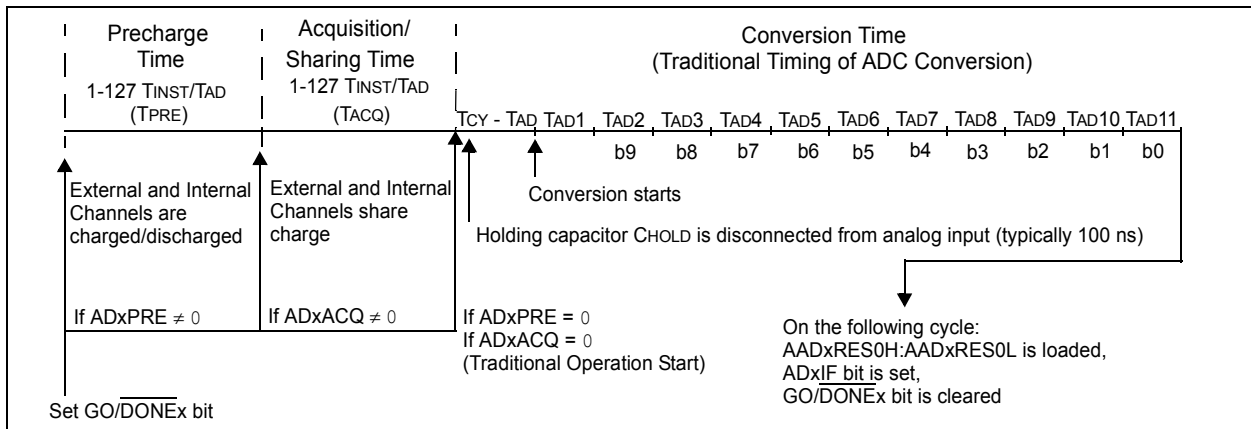 Precharge
Time
1-127 TINST/TAD
(TPRE)
Acquisition/
Sharing Time
1-127 TINST/TAD
(TACQ)
Conversion Time
(Traditional Timing of ADC Conversion)
TCY - TAD TAD1 TAD2 TAD3 TAD4 TAD5 TAD6 TAD7 TAD8 TAD9 TAD10 TAD11
b9 b8 b7 b6 b5 b4 b3 b2 b1 b0
External and Internal
Channels are
charged/discharged
External and Internal
Channels share
charge
Conversion starts
Holding capacitor CHOLD is disconnected from analog input (typically 100 ns)
If ADxPRE ≠ 0
If ADxACQ ≠ 0
If ADxPRE = 0
If ADxACQ = 0
(Traditional Operation Start)
On the following cycle:
AADxRES0H:AADxRES0L is loaded,
ADxIF bit is set,
GO/DONEx bit is cleared
Set GO/DONEx bit